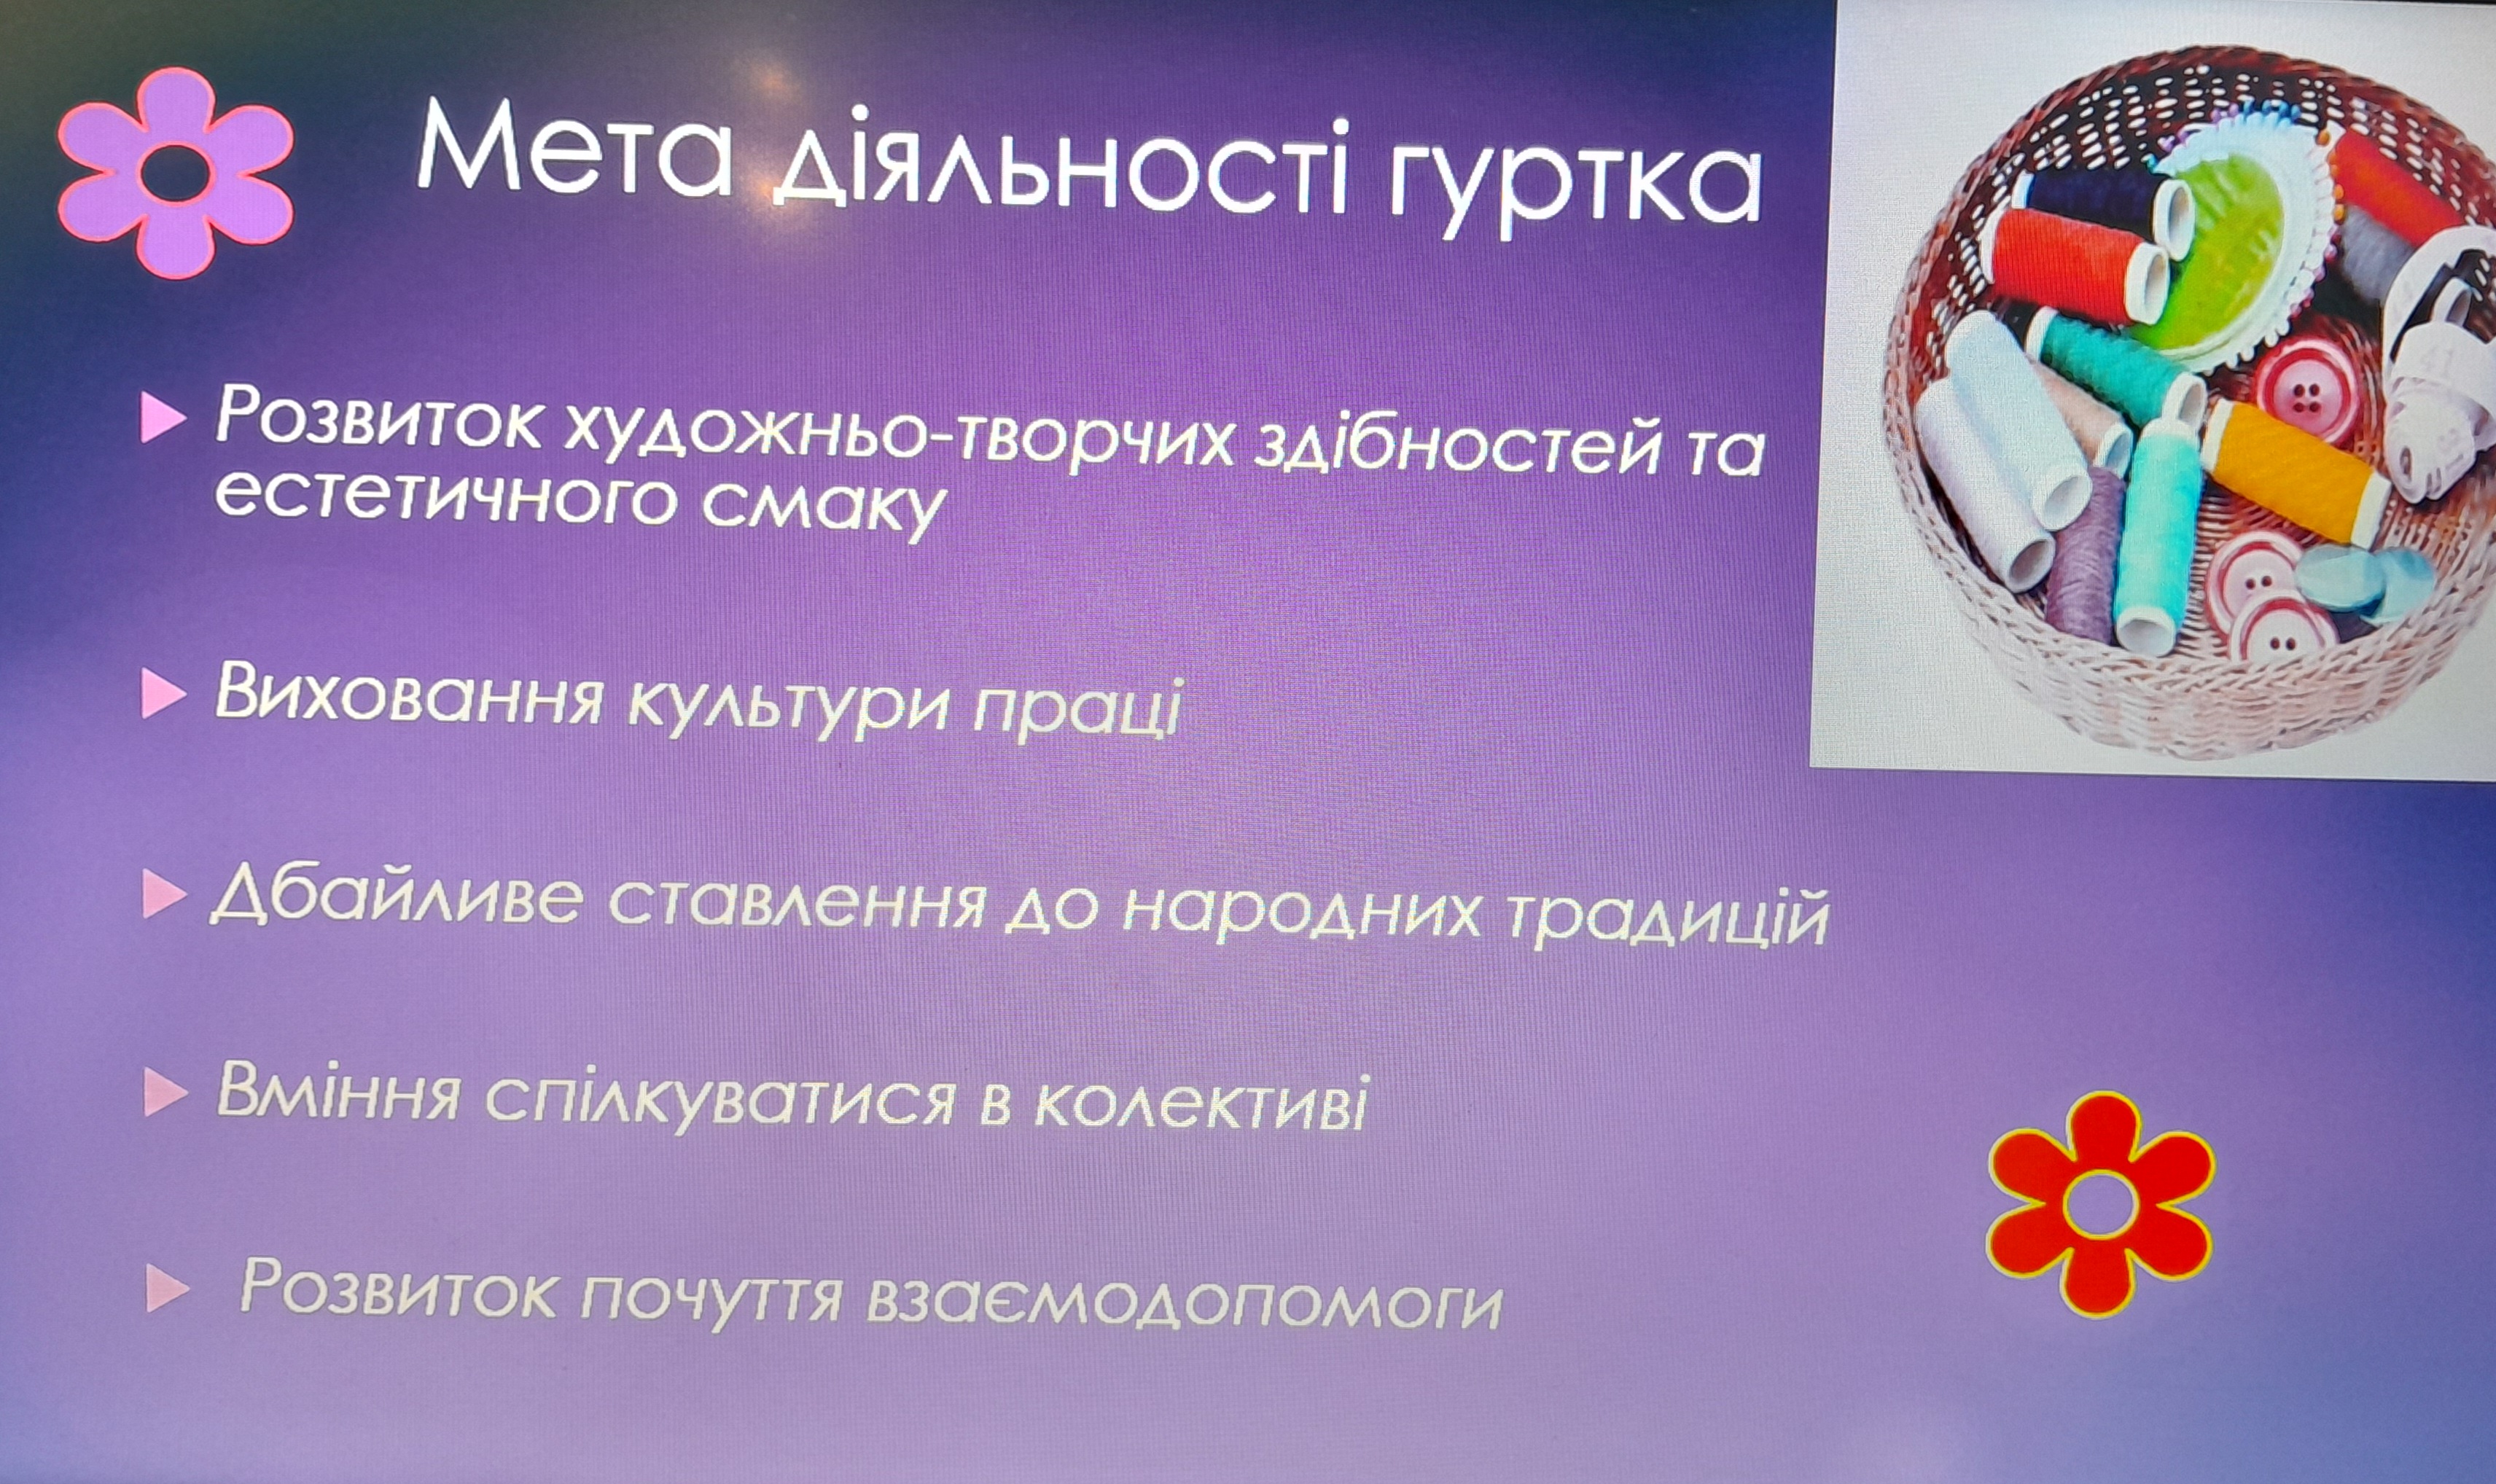 Мета діяльності гуртка
Розвиток художньо-творчих здібностей та
естетичного смаку
Виховання культури праці
Дбайливе ставлення до народних традицій
Вміння спілкуватися в колективі
Розвиток почуття взаємодопомоги